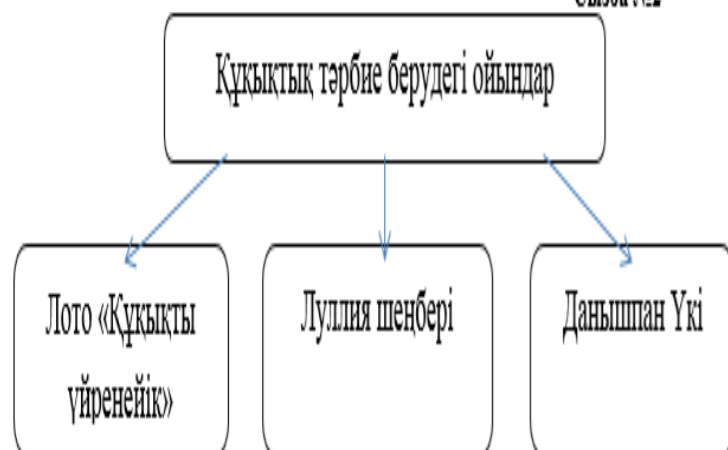 Құқықтық тәрбие берудегі ойындар
Лото «Құқықты
үйренейік»
Луллия шеңбері
Данышпан Үкі